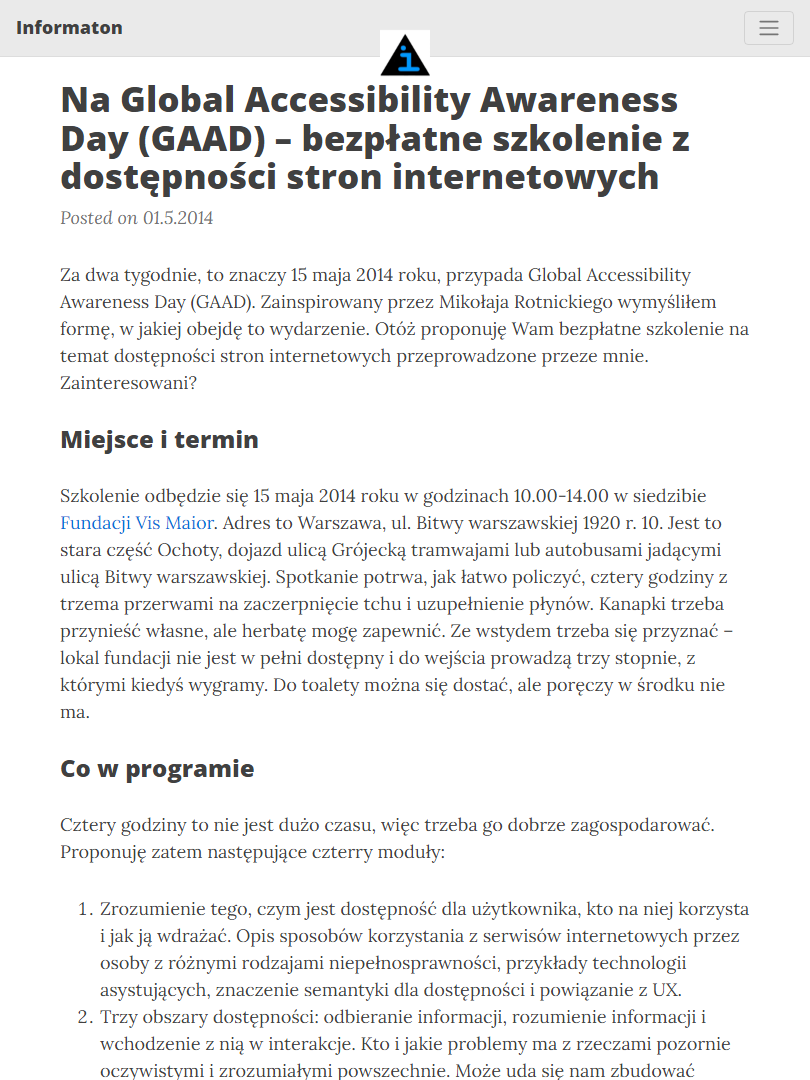 Informaton
i
Na Global Accessibility Awareness
Day (GAAD) – bezpłatne szkolenie z
dostępności stron internetowych
Posted on 01.5.2014
Za dwa tygodnie, to znaczy 15 maja 2014 roku, przypada Global Accessibility
Awareness Day (GAAD). Zainspirowany przez Mikołaja Rotnickiego wymyśliłem
formę, w jakiej obejdę to wydarzenie. Otóż proponuję Wam bezpłatne szkolenie na
temat dostępności stron internetowych przeprowadzone przeze mnie.
Zainteresowani?
Miejsce i termin
Szkolenie odbędzie się 15 maja 2014 roku w godzinach 10.00-14.00 w siedzibie
Fundacji Vis Maior. Adres to Warszawa, ul. Bitwy warszawskiej 1920 r. 10. Jest to
stara część Ochoty, dojazd ulicą Grójecką tramwajami lub autobusami jadącymi
ulicą Bitwy warszawskiej. Spotkanie potrwa, jak łatwo policzyć, cztery godziny z
trzema przerwami na zaczerpnięcie tchu i uzupełnienie płynów. Kanapki trzeba
przynieść własne, ale herbatę mogę zapewnić. Ze wstydem trzeba się przyznać –
lokal fundacji nie jest w pełni dostępny i do wejścia prowadzą trzy stopnie, z
którymi kiedyś wygramy. Do toalety można się dostać, ale poręczy w środku nie
ma.
Co w programie
Cztery godziny to nie jest dużo czasu, więc trzeba go dobrze zagospodarować.
Proponuję zatem następujące czterry moduły:
1. Zrozumienie tego, czym jest dostępność dla użytkownika, kto na niej korzysta
i jak ją wdrażać. Opis sposobów korzystania z serwisów internetowych przez
osoby z różnymi rodzajami niepełnosprawności, przykłady technologii
asystujących, znaczenie semantyki dla dostępności i powiązanie z UX.
2. Trzy obszary dostępności: odbieranie informacji, rozumienie informacji i
wchodzenie z nią w interakcje. Kto i jakie problemy ma z rzeczami pozornie
oczywistymi i zrozumiałymi powszechnie. Może uda się nam zbudować